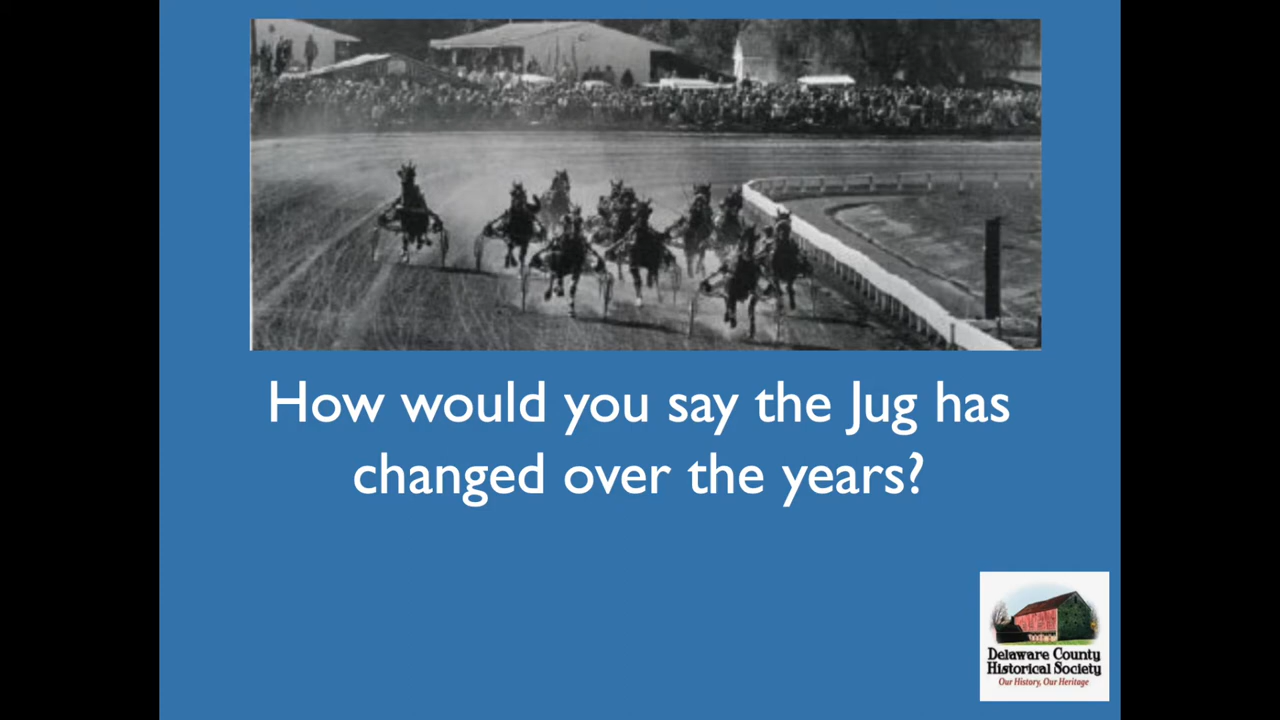 How would you say the Jug has
changed over the years?
Delaware County
Historical Society
Our History, Our Heritage